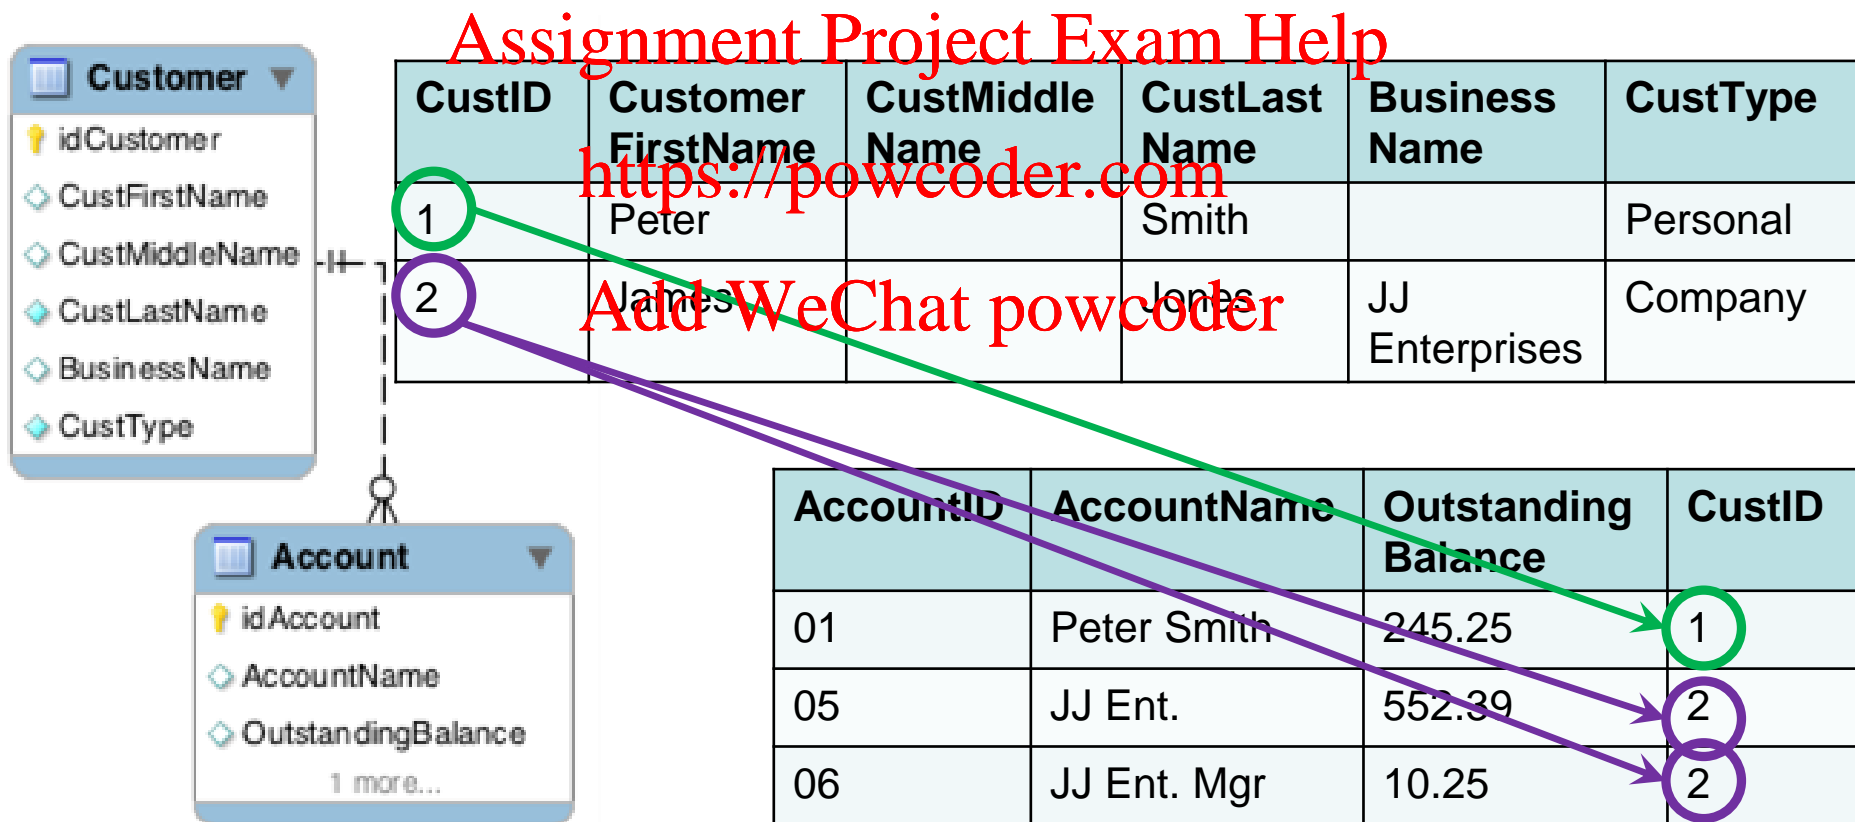 Assignment Project Exam Help
https://powcoder.com
Add WeChat powcoder
Customer
idCustomer
CustFirstName
CustMiddleName
CustLastName
BusinessName
CustType
Account
idAccount
AccountName
OutstandingBalance
1 more...
CustID Customer FirstName CustMiddle Name CustLast Name Business Name CustType
1 Peter Smith Personal
2 James Jones JJ Enterprises Company
AccountID AccountName Outstanding Balance CustID
01 Peter Smith 245.25 1
05 JJ Ent. 552.39 2
06 JJ Ent. Mgr 10.25 2